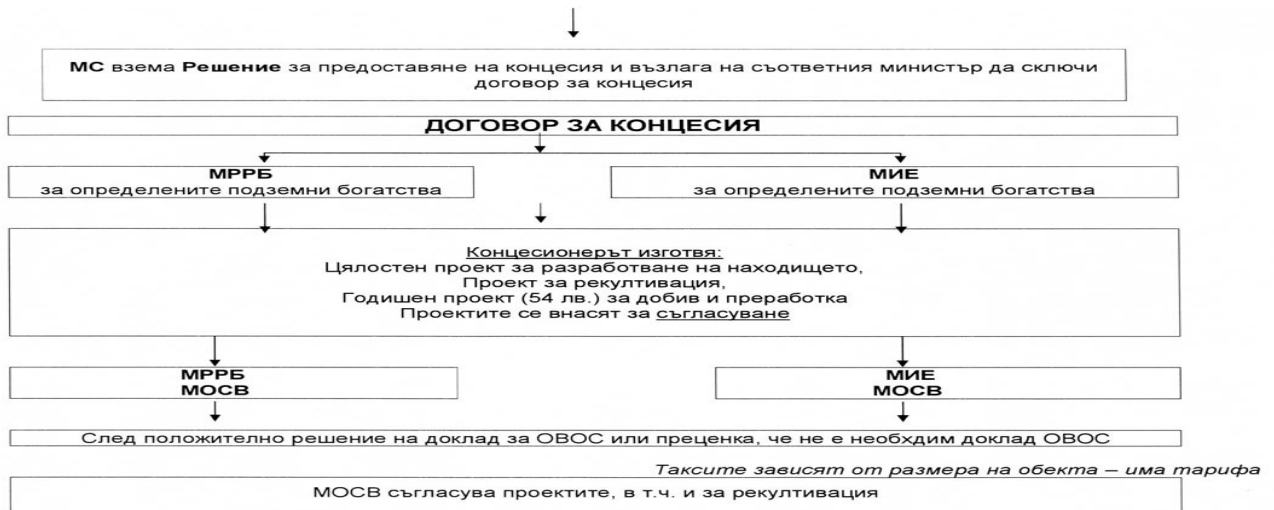 МС взема Решение за предоставяне на концесия и възлага на съответния министър да сключи
договор за концесия
ДОГОВОР ЗА КОНЦЕСИЯ
МРРБ
за определените подземни богатства
МИЕ
за определените подземни богатства
Концесионерът изготвя:
Цялостен проект за разработване на находището,
Проект за рекултивация,
Годишен проект (54 лв.) за добив и преработка
Проектите се внасят за съгласуване
МРРБ
МОСВ
МИЕ
МОСВ
След положително решение на доклад за ОВОС или преценка, че не е необхдим доклад ОВОС
Таксите зависят от размера на обекта – има тарифа
МОСВ съгласува проектите, в т.ч. и за рекултивация